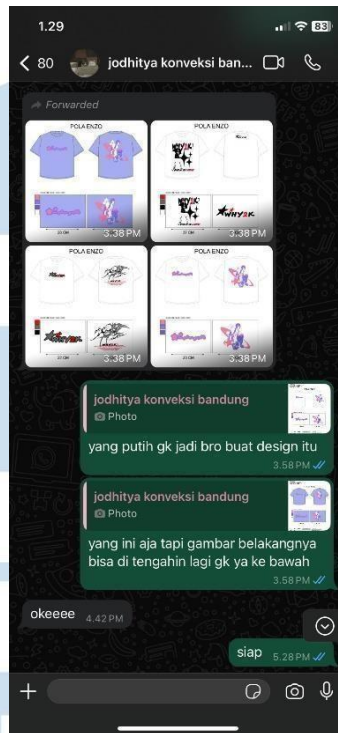 1.29
83
80
jodhitya konveksi ban...
Forwarded
POLA ENZO
POLA ENZO
3.38 PM
WHY2K
3.38 PM
POLA ENZO
POLA ENZO
3.38 PM
3.38 PM
jodhitya konveksi bandung
Photo
yang putih gk jadi bro buat design itu
3.58 PM
jodhitya konveksi bandung
Photo
yang ini aja tapi gambar belakangnya
bisa di tengahin lagi gk ya ke bawah
3.58 PM
okeeee 4.42 PM
siap 5.28 PM